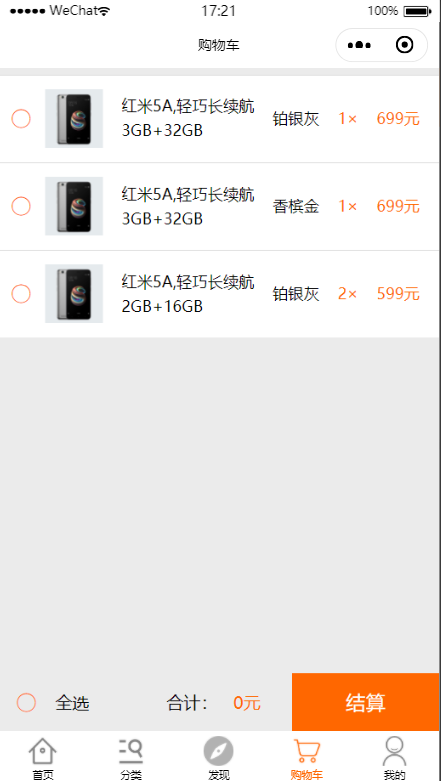 ●●●●● WeChat 17:21 100%
购物车
红米5A,轻巧长续航
3GB+32GB
铂银灰 1× 699元
红米5A,轻巧长续航
3GB+32GB
香槟金 1× 699元
红米5A,轻巧长续航
2GB+16GB
铂银灰 2× 599元
全选 合计： 0元 结算
首页 分类 发现 购物车 我的